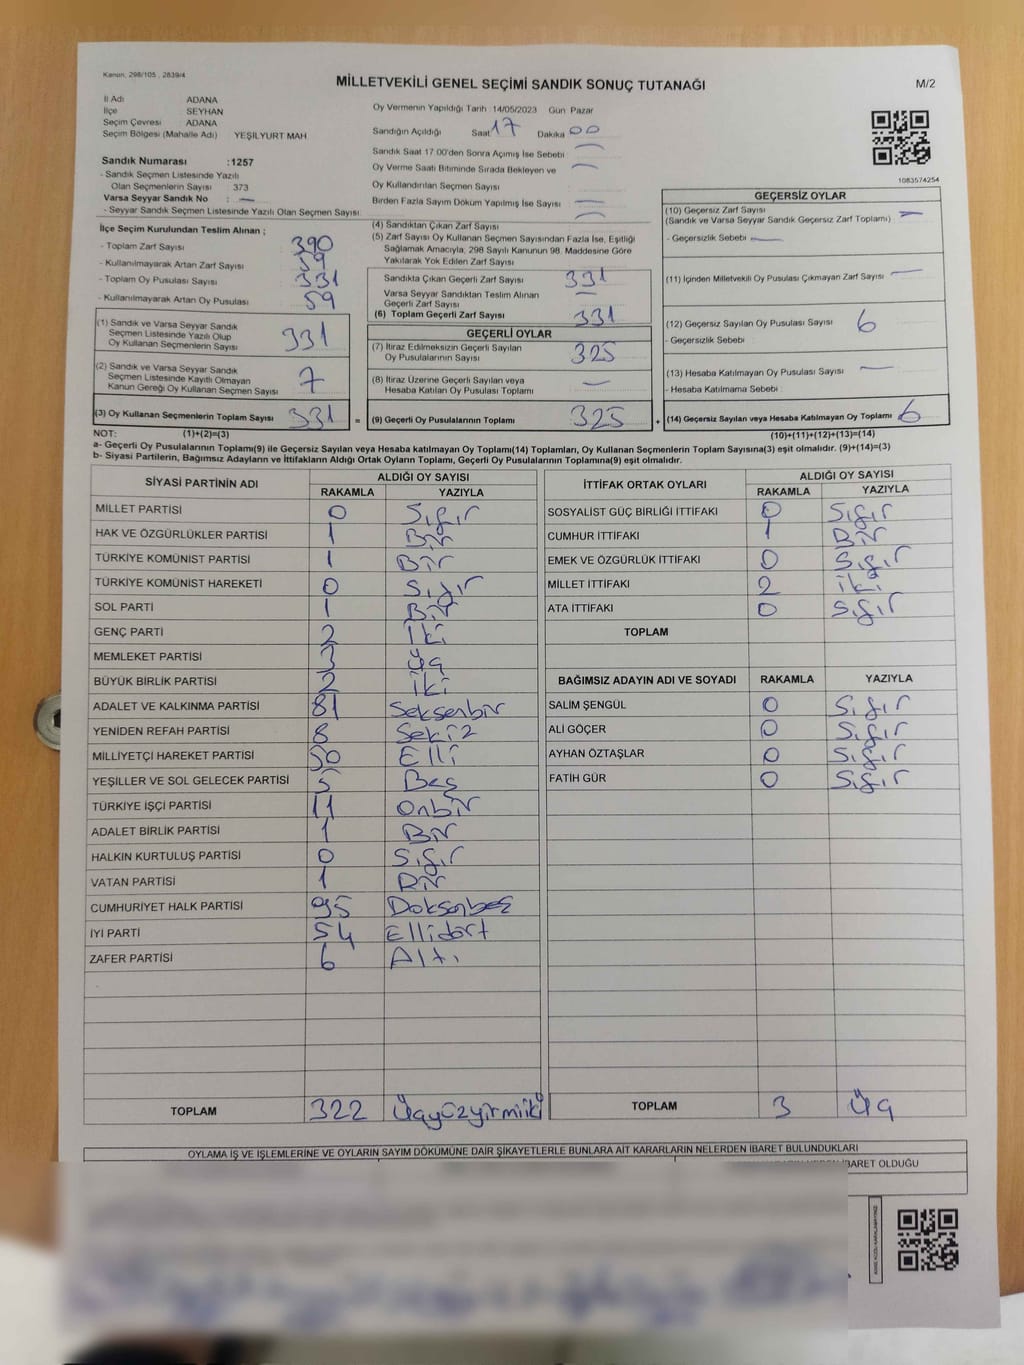 Kanun, 298/105 , 2839/4
MİLLETVEKİLİ GENEL SEÇİMİ SANDIK SONUÇ TUTANAĞI
M/2
İl Adı ADANA
İlçe SEYHAN
Seçim Çevresi ADANA
Seçim Bölgesi (Mahalle Adı) YEŞİLYURT MAH
Sandık Numarası :1257
- Sandık Seçmen Listesinde Yazılı
Olan Seçmenlerin Sayısı 373
Varsa Seyyar Sandık No : —
- Seyyar Sandık Seçmen Listesinde Yazılı Olan Seçmen Sayısı:
Oy Vermenin Yapıldığı Tarih 14/05/2023 Gün Pazar
Sandığın Açıldığı Saat 17 Dakika 00
Sandık Saat 17:00'den Sonra Açımış İse Sebebi —
Oy Verme Saati Bitiminde Sırada Bekleyen ve
Oy Kullandırılan Seçmen Sayısı —
Birden Fazla Sayım Döküm Yapılmış İse Sayısı —
1083574254
İlçe Seçim Kurulundan Teslim Alınan ;
- Toplam Zarf Sayısı 390
- Kullanılmayarak Artan Zarf Sayısı 59
- Toplam Oy Pusulası Sayısı 331
- Kullanılmayarak Artan Oy Pusulası 59
(1) Sandık ve Varsa Seyyar Sandık
Seçmen Listesinde Yazılı Olup
Oy Kullanan Seçmenlerin Sayısı 331
(2) Sandık ve Varsa Seyyar Sandık
Seçmen Listesinde Kayıtlı Olmayan
Kanun Gereği Oy Kullanan Seçmen Sayısı 7
(3) Oy Kullanan Seçmenlerin Toplam Sayısı 331 =
(4) Sandıktan Çıkan Zarf Sayısı —
(5) Zarf Sayısı Oy Kullanan Seçmen Sayısından Fazla İse, Eşitliği
Sağlamak Amacıyla, 298 Sayılı Kanunun 98. Maddesine Göre
Yakılarak Yok Edilen Zarf Sayısı
Sandıkta Çıkan Geçerli Zarf Sayısı 331
Varsa Seyyar Sandıktan Teslim Alınan
Geçerli Zarf Sayısı —
(6) Toplam Geçerli Zarf Sayısı 331
GEÇERLİ OYLAR
(7) İtiraz Edilmeksizin Geçerli Sayılan
Oy Pusulalarının Sayısı 325
(8) İtiraz Üzerine Geçerli Sayılan veya
Hesaba Katılan Oy Pusulası Toplamı —
(9) Geçerli Oy Pusulalarının Toplamı 325 +
GEÇERSİZ OYLAR
(10) Geçersiz Zarf Sayısı —
(Sandık ve Varsa Seyyar Sandık Geçersiz Zarf Toplamı)
- Geçersizlik Sebebi —
(11) İçinden Milletvekili Oy Pusulası Çıkmayan Zarf Sayısı —
(12) Geçersiz Sayılan Oy Pusulası Sayısı 6
- Geçersizlik Sebebi
(13) Hesaba Katılmayan Oy Pusulası Sayısı —
- Hesaba Katılmama Sebebi
(14) Geçersiz Sayılan veya Hesaba Katılmayan Oy Toplamı 6
NOT: (1)+(2)=(3) (10)+(11)+(12)+(13)=(14)
a- Geçerli Oy Pusulalarının Toplamı(9) ile Geçersiz Sayılan veya Hesaba katılmayan Oy Toplamı(14) Toplamları, Oy Kullanan Seçmenlerin Toplam Sayısına(3) eşit olmalıdır. (9)+(14)=(3)
b- Siyasi Partilerin, Bağımsız Adayların ve İttifakların Aldığı Ortak Oyların Toplamı, Geçerli Oy Pusulalarının Toplamına(9) eşit olmalıdır.
SİYASİ PARTİNİN ADI ALDIĞI OY SAYISI
RAKAMLA YAZIYLA
MİLLET PARTİSİ 0 Sıfır
HAK VE ÖZGÜRLÜKLER PARTİSİ 1 Bir
TÜRKİYE KOMÜNİST PARTİSİ 1 Bir
TÜRKİYE KOMÜNİST HAREKETİ 0 Sıfır
SOL PARTİ 1 Bir
GENÇ PARTİ 2 İki
MEMLEKET PARTİSİ 3 Üç
BÜYÜK BİRLİK PARTİSİ 2 İki
ADALET VE KALKINMA PARTİSİ 81 Seksenbir
YENİDEN REFAH PARTİSİ 8 Sekiz
MİLLİYETÇİ HAREKET PARTİSİ 50 Elli
YEŞİLLER VE SOL GELECEK PARTİSİ 5 Beş
TÜRKİYE İŞÇİ PARTİSİ 11 Onbir
ADALET BİRLİK PARTİSİ 1 Bir
HALKIN KURTULUŞ PARTİSİ 0 Sıfır
VATAN PARTİSİ 1 Bir
CUMHURİYET HALK PARTİSİ 95 Doksanbeş
İYİ PARTİ 54 Ellidört
ZAFER PARTİSİ 6 Altı
TOPLAM 322 Üçyüzyirmiiki
İTTİFAK ORTAK OYLARI ALDIĞI OY SAYISI
RAKAMLA YAZIYLA
SOSYALİST GÜÇ BİRLİĞİ İTTİFAKI 0 Sıfır
CUMHUR İTTİFAKI 1 Bir
EMEK VE ÖZGÜRLÜK İTTİFAKI 0 Sıfır
MİLLET İTTİFAKI 2 İki
ATA İTTİFAKI 0 Sıfır
TOPLAM
BAĞIMSIZ ADAYIN ADI VE SOYADI RAKAMLA YAZIYLA
SALİM ŞENGÜL 0 Sıfır
ALİ GÖÇER 0 Sıfır
AYHAN ÖZTAŞLAR 0 Sıfır
FATİH GÜR 0 Sıfır
TOPLAM 3 Üç
OYLAMA İŞ VE İŞLEMLERİNE VE OYLARIN SAYIM DÖKÜMÜNE DAİR ŞİKAYETLERLE BUNLARA AİT KARARLARIN NELERDEN İBARET BULUNDUKLARI
İBARET OLDUĞU